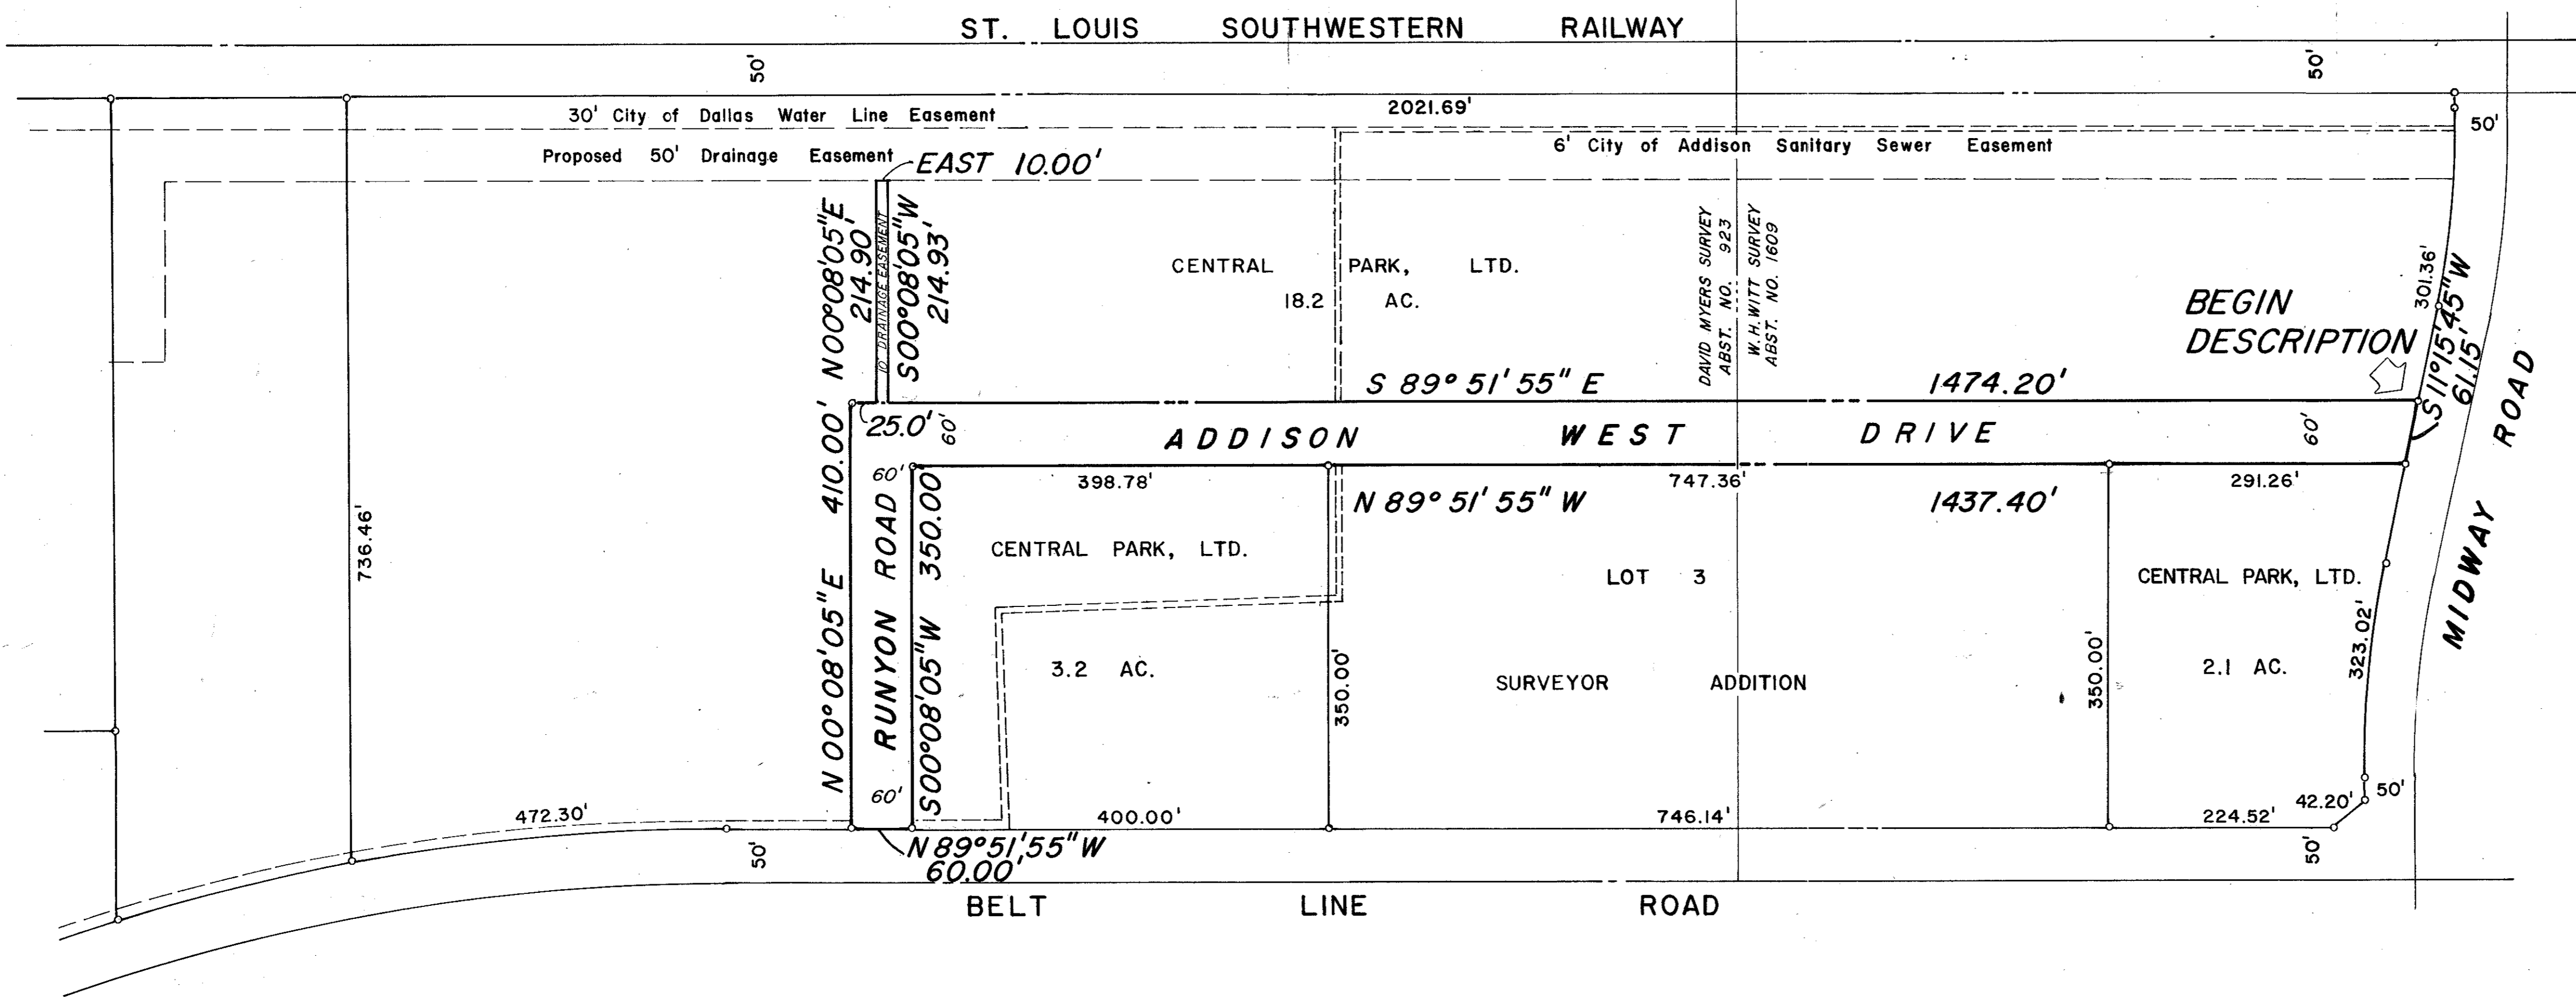 ST. LOUIS SOUTHWESTERN RAILWAY
50'
50'
2021.69'
30' City of Dallas Water Line Easement
50'
6' City of Addison Sanitary Sewer Easement
Proposed 50' Drainage Easement
EAST 10.00'
N00°08'05"E
214.90'
10' DRAINAGE EASEMENT
S00°08'05"W
214.93'
CENTRAL PARK, LTD.
18.2 AC.
DAVID MYERS SURVEY
ABST. NO. 923
W.H. WITT SURVEY
ABST. NO. 1609
301.36'
S11°15'45"W
61.15'
BEGIN
DESCRIPTION
S 89° 51' 55" E 1474.20'
25.0'
60'
ADDISON WEST DRIVE
60'
MIDWAY ROAD
N 00° 08' 05" E 410.00'
60'
RUNYON ROAD
60'
S00°08'05"W 350.00
398.78'
747.36'
291.26'
N 89° 51' 55" W 1437.40'
736.46'
CENTRAL PARK, LTD.
3.2 AC.
350.00'
LOT 3
SURVEYOR ADDITION
350.00'
CENTRAL PARK, LTD.
2.1 AC.
323.02'
472.30'
400.00'
746.14'
224.52'
42.20'
50'
50'
N 89°51'55" W
60.00'
50'
BELT LINE ROAD